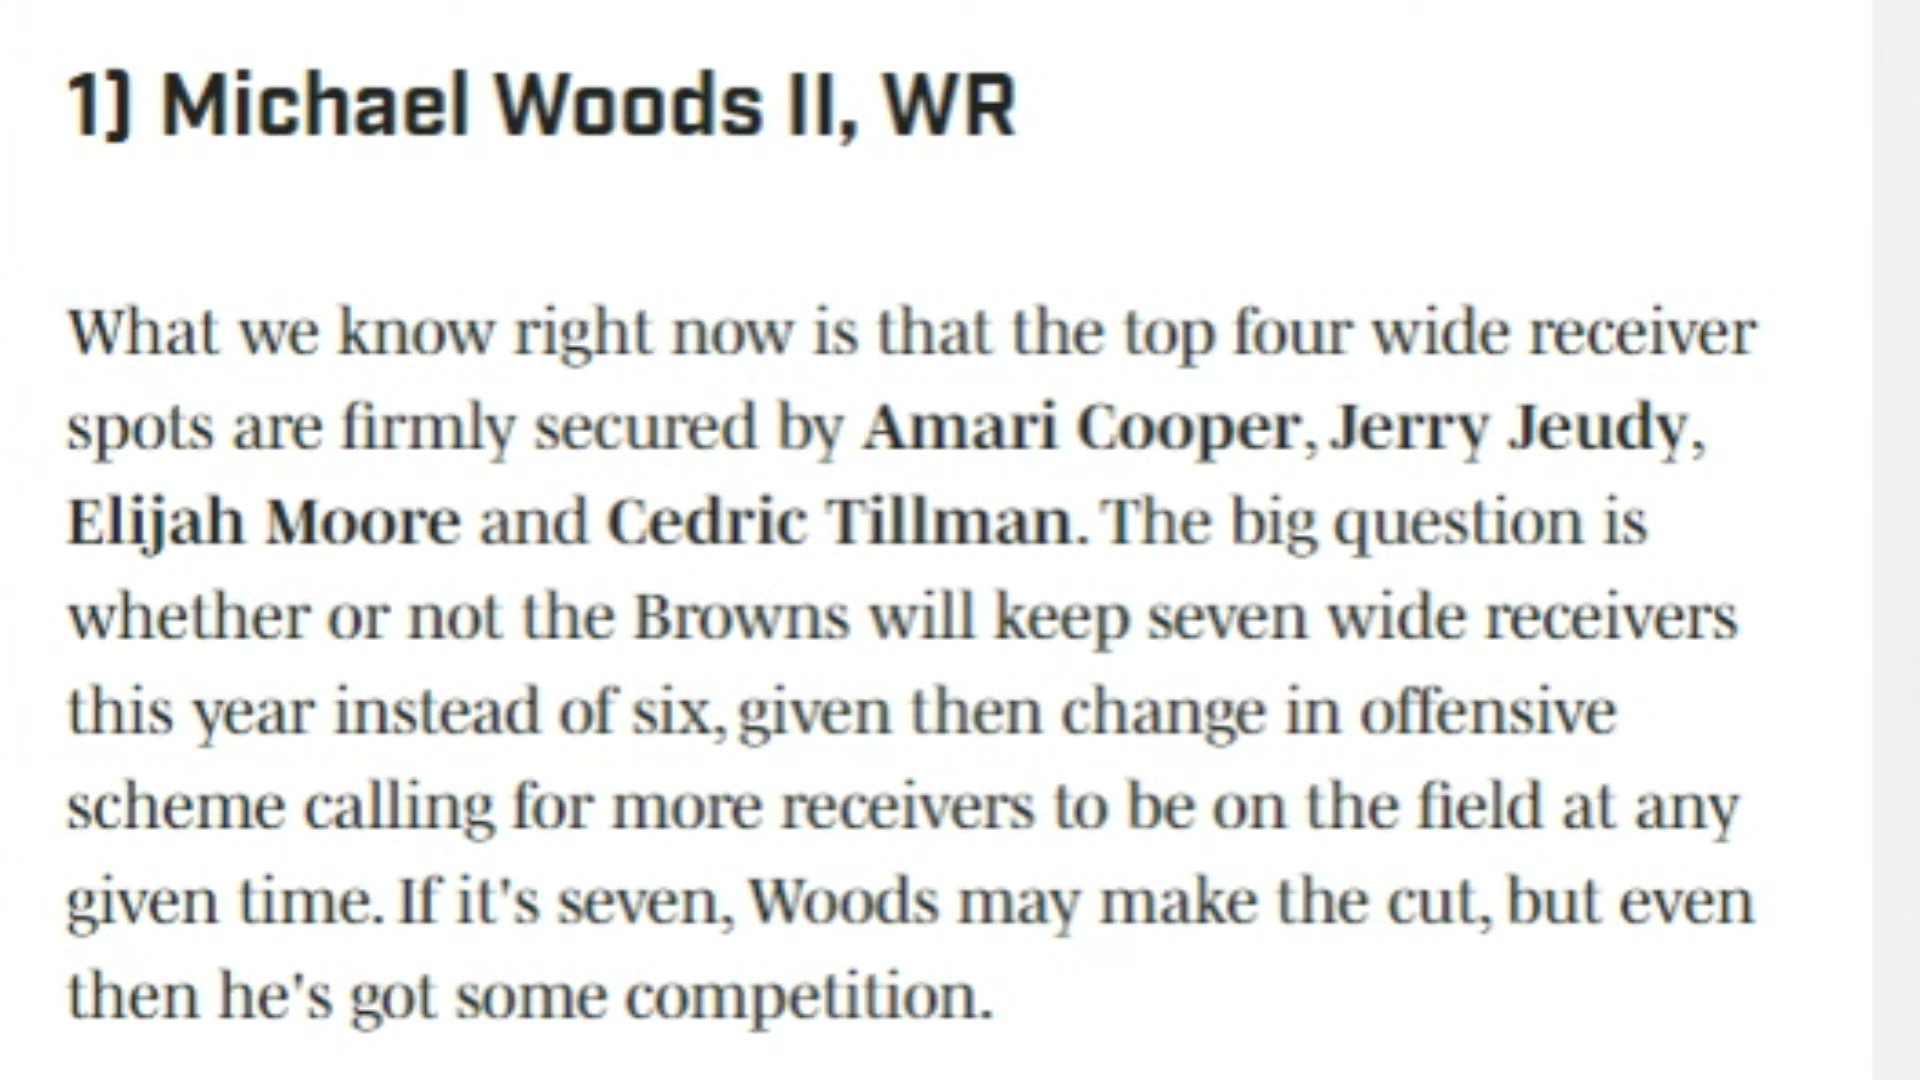 1) Michael Woods II, WR
What we know right now is that the top four wide receiver
spots are firmly secured by Amari Cooper, Jerry Jeudy,
Elijah Moore and Cedric Tillman. The big question is
whether or not the Browns will keep seven wide receivers
this year instead of six, given then change in offensive
scheme calling for more receivers to be on the field at any
given time. If it's seven, Woods may make the cut, but even
then he's got some competition.